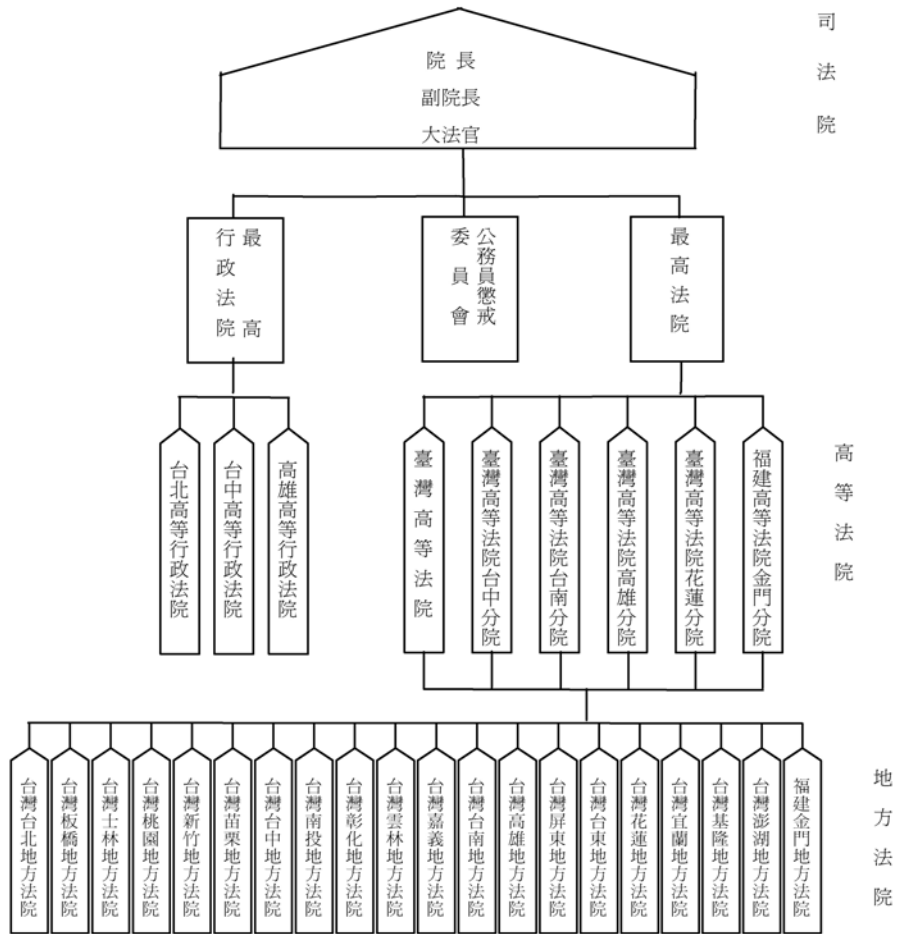 司法院
院長
副院長
大法官
最高
行政法院
公務員懲戒
委員會
最高法院
高等法院
台北高等行政法院
台中高等行政法院
高雄高等行政法院
臺灣高等法院
臺灣高等法院台中分院
臺灣高等法院台南分院
臺灣高等法院高雄分院
臺灣高等法院花蓮分院
福建高等法院金門分院
地方法院
台灣台北地方法院
台灣板橋地方法院
台灣士林地方法院
台灣桃園地方法院
台灣新竹地方法院
台灣苗栗地方法院
台灣台中地方法院
台灣南投地方法院
台灣彰化地方法院
台灣雲林地方法院
台灣嘉義地方法院
台灣台南地方法院
台灣高雄地方法院
台灣屏東地方法院
台灣台東地方法院
台灣花蓮地方法院
台灣宜蘭地方法院
台灣基隆地方法院
台灣澎湖地方法院
福建金門地方法院